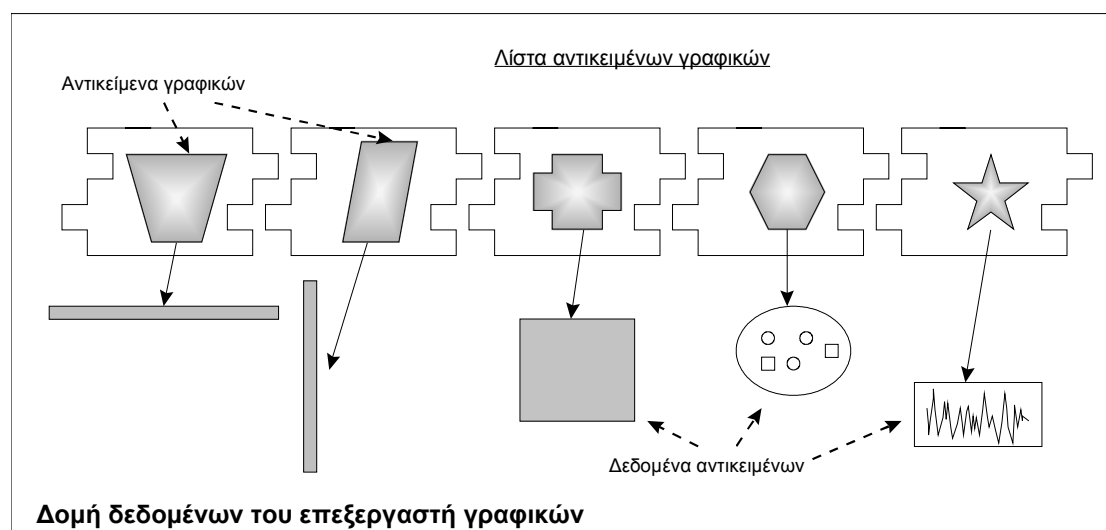 Λίστα αντικειμένων γραφικών
Αντικείμενα γραφικών
Δεδομένα αντικειμένων
Δομή δεδομένων του επεξεργαστή γραφικών